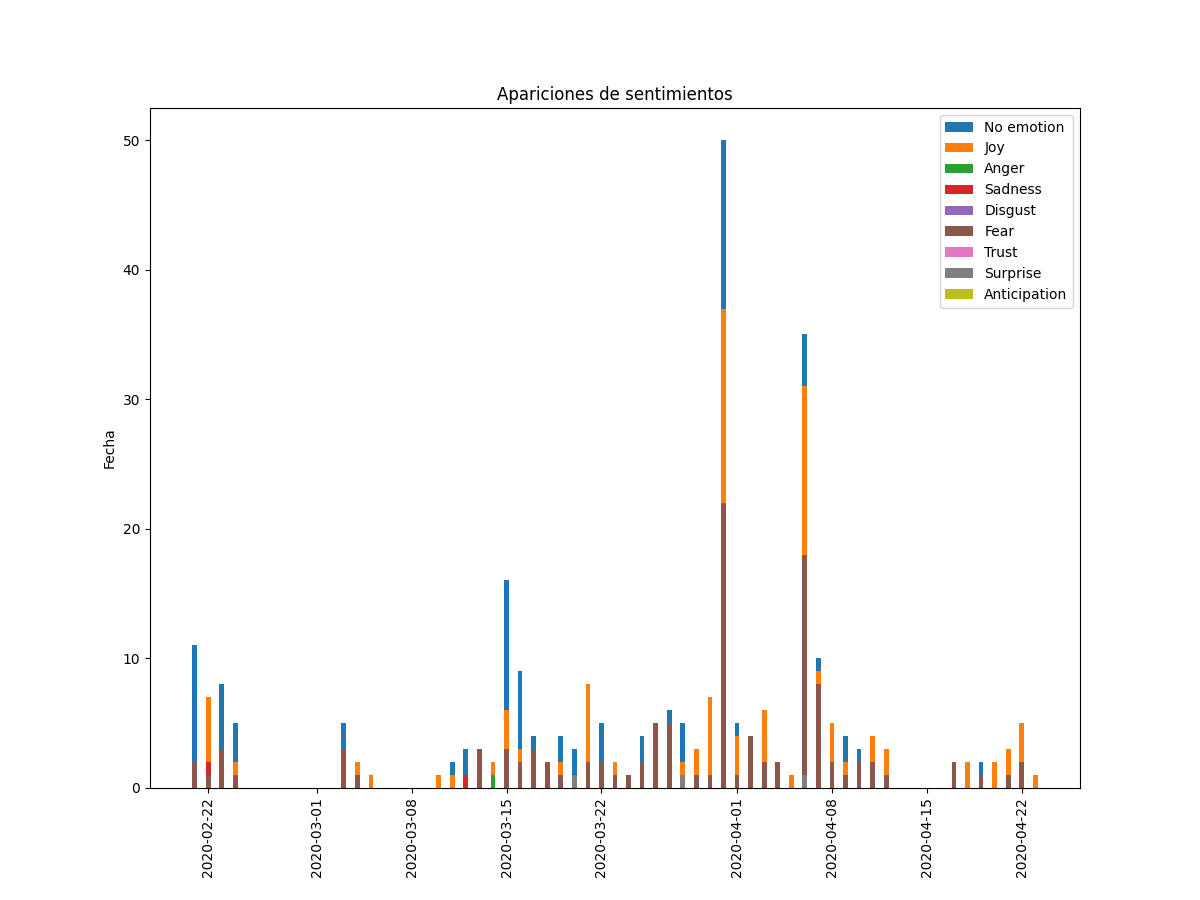 Apariciones de sentimientos
50
40
30
20
10
0
Fecha
No emotion
Joy
Anger
Sadness
Disgust
Fear
Trust
Surprise
Anticipation
2020-02-22
2020-03-01
2020-03-08
2020-03-15
2020-03-22
2020-04-01
2020-04-08
2020-04-15
2020-04-22